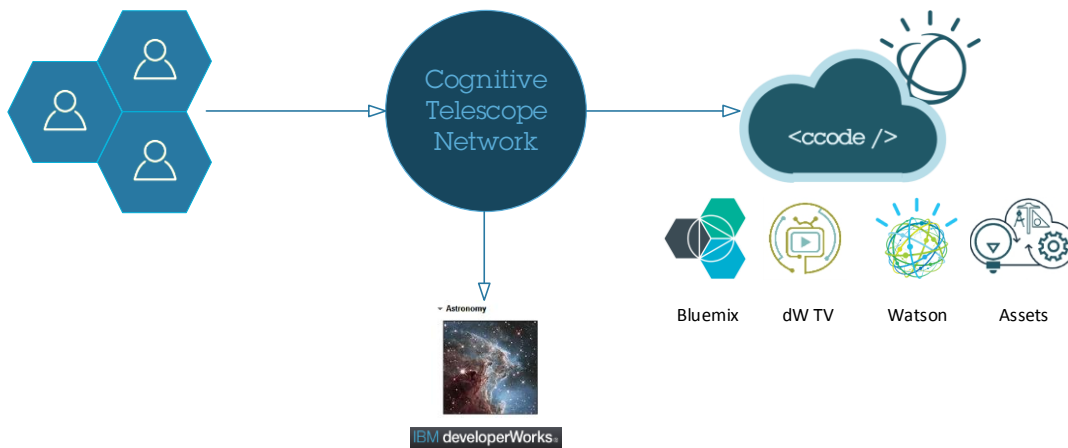 Cognitive
Telescope
Network
<ccode />
Bluemix
dW TV
Watson
Assets
Astronomy
IBM developerWorks®